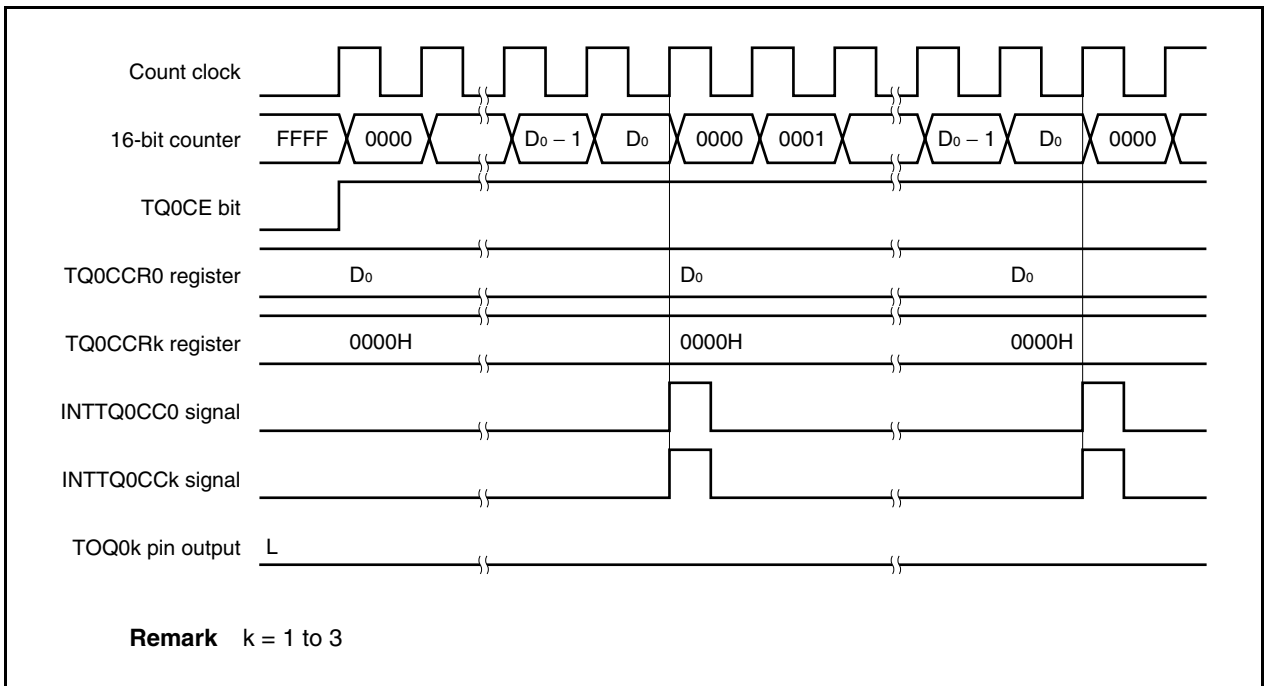 Count clock
16-bit counter FFFF 0000 D₀ − 1 D₀ 0000 0001 D₀ − 1 D₀ 0000
TQ0CE bit
TQ0CCR0 register D₀ D₀ D₀
TQ0CCRk register 0000H 0000H 0000H
INTTQ0CC0 signal
INTTQ0CCk signal
TOQ0k pin output L
Remark k = 1 to 3